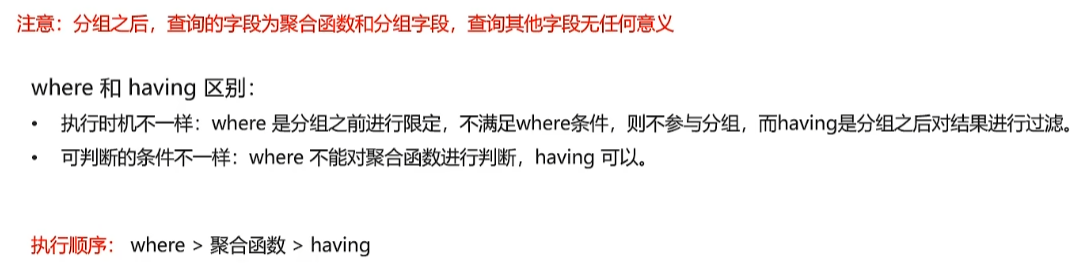 注意：分组之后，查询的字段为聚合函数和分组字段，查询其他字段无任何意义
where 和 having 区别：
• 执行时机不一样：where 是分组之前进行限定，不满足where条件，则不参与分组，而having是分组之后对结果进行过滤。
• 可判断的条件不一样：where 不能对聚合函数进行判断，having 可以。
执行顺序： where > 聚合函数 > having